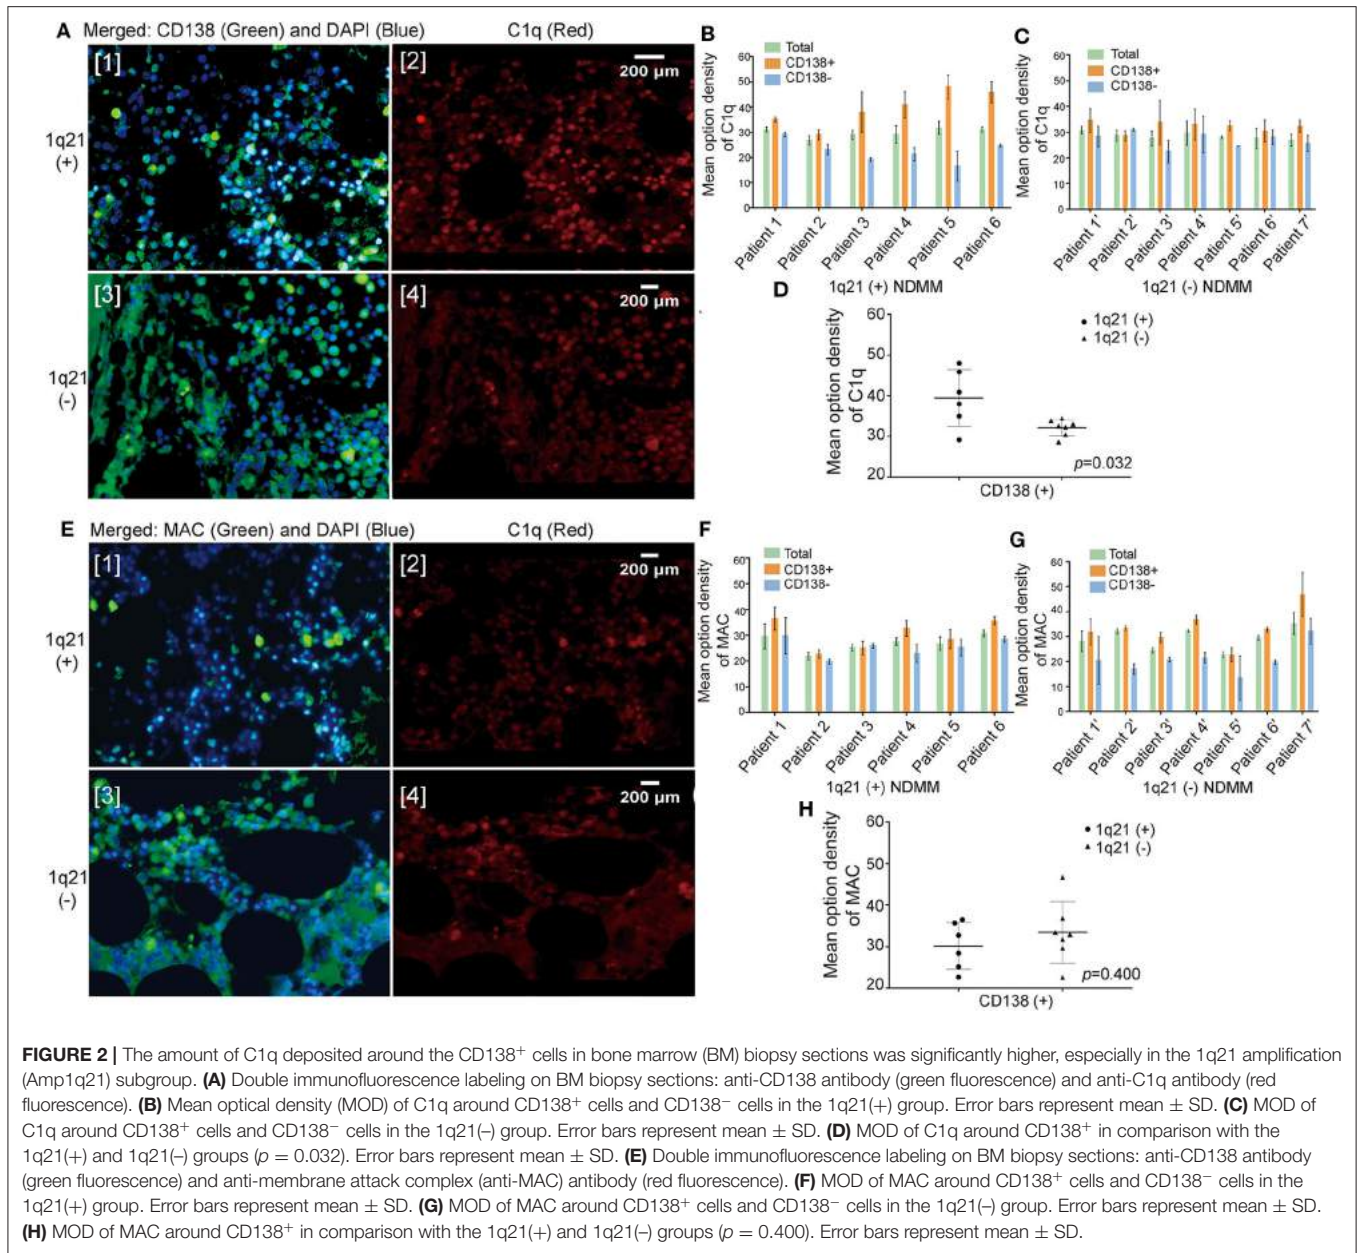 A Merged: CD138 (Green) and DAPI (Blue) C1q (Red)
[1] [2]
200 µm
1q21
(+)
[3] [4]
200 µm
1q21
(-)
B
Total
CD138+
CD138-
Mean option density
of C1q
60
50
40
30
20
10
0
Patient 1
Patient 2
Patient 3
Patient 4
Patient 5
Patient 6
1q21 (+) NDMM
C
Total
CD138+
CD138-
Mean option density
of C1q
60
50
40
30
20
10
0
Patient 1'
Patient 2'
Patient 3'
Patient 4'
Patient 5'
Patient 6'
Patient 7'
1q21 (-) NDMM
D
Mean option density
of C1q
60
50
40
30
20
1q21 (+)
1q21 (-)
p=0.032
CD138 (+)
E Merged: MAC (Green) and DAPI (Blue) C1q (Red)
[1] [2]
200 µm
1q21
(+)
[3] [4]
200 µm
1q21
(-)
F
Total
CD138+
CD138-
Mean option density
of MAC
60
50
40
30
20
10
0
Patient 1
Patient 2
Patient 3
Patient 4
Patient 5
Patient 6
1q21 (+) NDMM
G
Total
CD138+
CD138-
Mean option density
of MAC
60
50
40
30
20
10
0
Patient 1'
Patient 2'
Patient 3'
Patient 4'
Patient 5'
Patient 6'
Patient 7'
1q21 (-) NDMM
H
Mean option density
of MAC
60
50
40
30
20
1q21 (+)
1q21 (-)
p=0.400
CD138 (+)
FIGURE 2 | The amount of C1q deposited around the CD138+ cells in bone marrow (BM) biopsy sections was significantly higher, especially in the 1q21 amplification
(Amp1q21) subgroup. (A) Double immunofluorescence labeling on BM biopsy sections: anti-CD138 antibody (green fluorescence) and anti-C1q antibody (red
fluorescence). (B) Mean optical density (MOD) of C1q around CD138+ cells and CD138− cells in the 1q21(+) group. Error bars represent mean ± SD. (C) MOD of
C1q around CD138+ cells and CD138− cells in the 1q21(–) group. Error bars represent mean ± SD. (D) MOD of C1q around CD138+ in comparison with the
1q21(+) and 1q21(–) groups (p = 0.032). Error bars represent mean ± SD. (E) Double immunofluorescence labeling on BM biopsy sections: anti-CD138 antibody
(green fluorescence) and anti-membrane attack complex (anti-MAC) antibody (red fluorescence). (F) MOD of MAC around CD138+ cells and CD138− cells in the
1q21(+) group. Error bars represent mean ± SD. (G) MOD of MAC around CD138+ cells and CD138− cells in the 1q21(–) group. Error bars represent mean ± SD.
(H) MOD of MAC around CD138+ in comparison with the 1q21(+) and 1q21(–) groups (p = 0.400). Error bars represent mean ± SD.